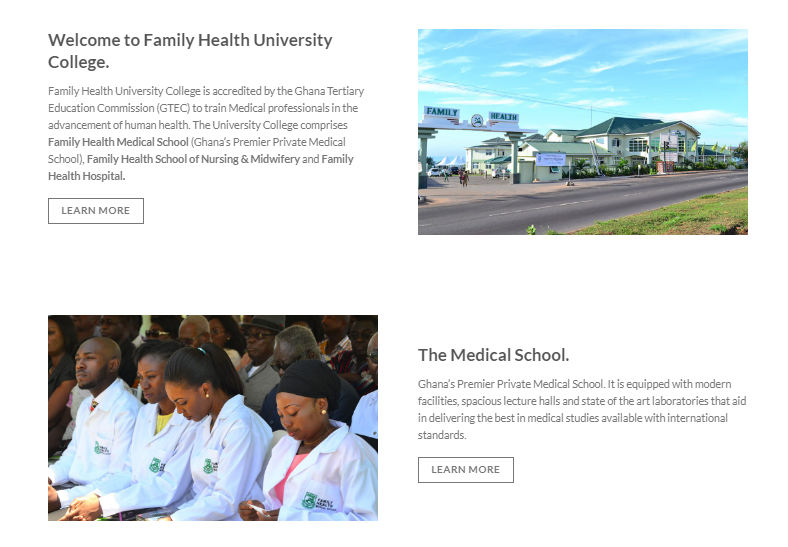 Welcome to Family Health University
College.
Family Health University College is accredited by the Ghana Tertiary
Education Commission (GTEC) to train Medical professionals in the
advancement of human health. The University College comprises
Family Health Medical School (Ghana's Premier Private Medical
School), Family Health School of Nursing & Midwifery and Family
Health Hospital.
LEARN MORE
FAMILY HEALTH
The Medical School.
Ghana's Premier Private Medical School. It is equipped with modern
facilities, spacious lecture halls and state of the art laboratories that aid
in delivering the best in medical studies available with international
standards.
LEARN MORE
FAMILY
HEALTH